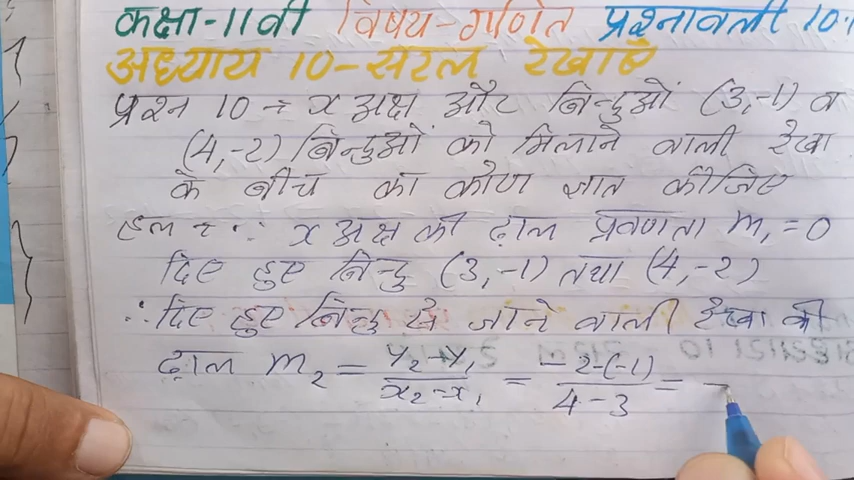 कक्षा-11वी विषय-गणित प्रश्नावली 10.1
अध्याय 10-सरल रेखाएँ
प्रश्न 10 ÷ x अक्ष और बिन्दुओं (3,-1) व
(4,-2) बिन्दुओं को मिलाने वाली रेखा
के बीच का कोण ज्ञात कीजिए
हल ÷ ∵ x अक्ष की ढ़ाल प्रवणता m₁ = 0
दिए हुए बिन्दु (3,-1) तथा (4,-2)
∴ दिए हुए बिन्दु से जाने वाली रेखा की
ढ़ाल m₂ = y₂-y₁/x₂-x₁ = -2-(-1)/4-3 = -